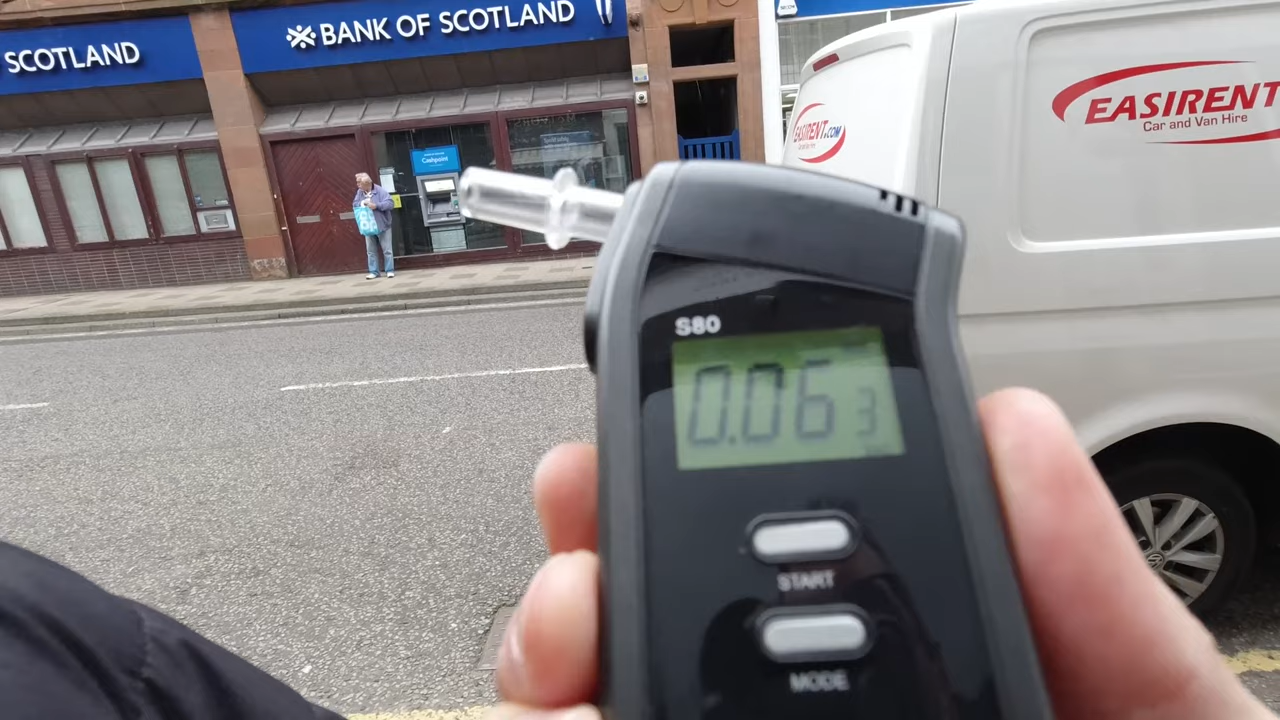 SCOTLAND
BANK OF SCOTLAND
Cashpoint
EASIRENT.COM
EASIRENT
Car and Van Hire
S80
0.063
START
MODE